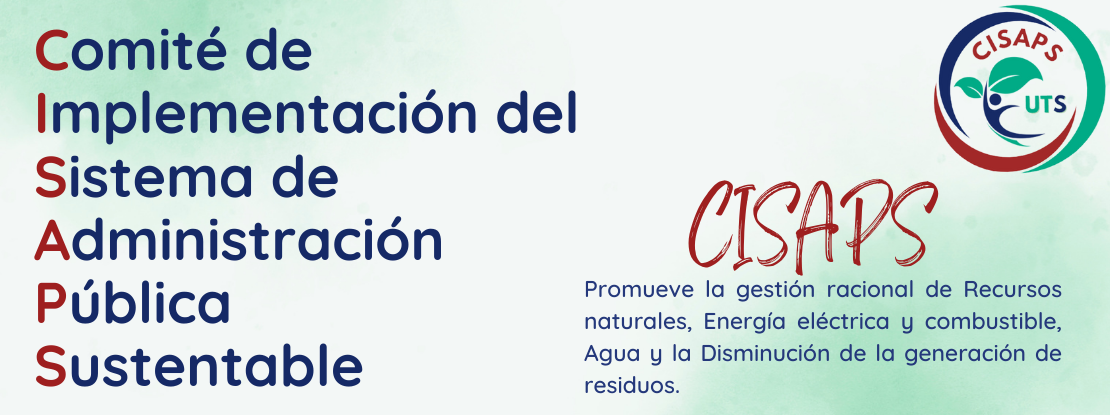 Comité de
Implementación del
Sistema de
Administración
Pública
Sustentable
CISAPS
UTS
CISAPS
Promueve la gestión racional de Recursos
naturales, Energía eléctrica y combustible,
Agua y la Disminución de la generación de
residuos.